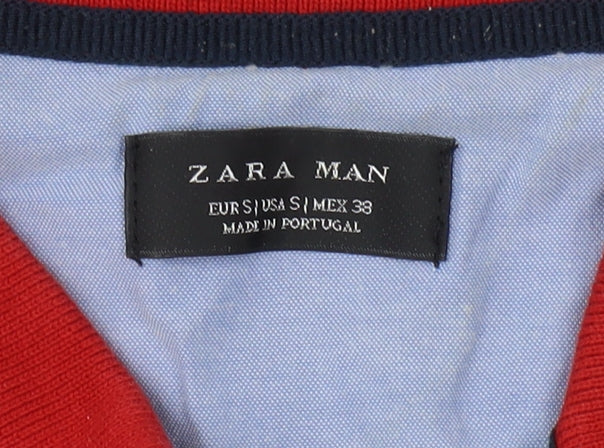 ZARA MAN
EUR S | USA S | MEX 38
MADE IN PORTUGAL